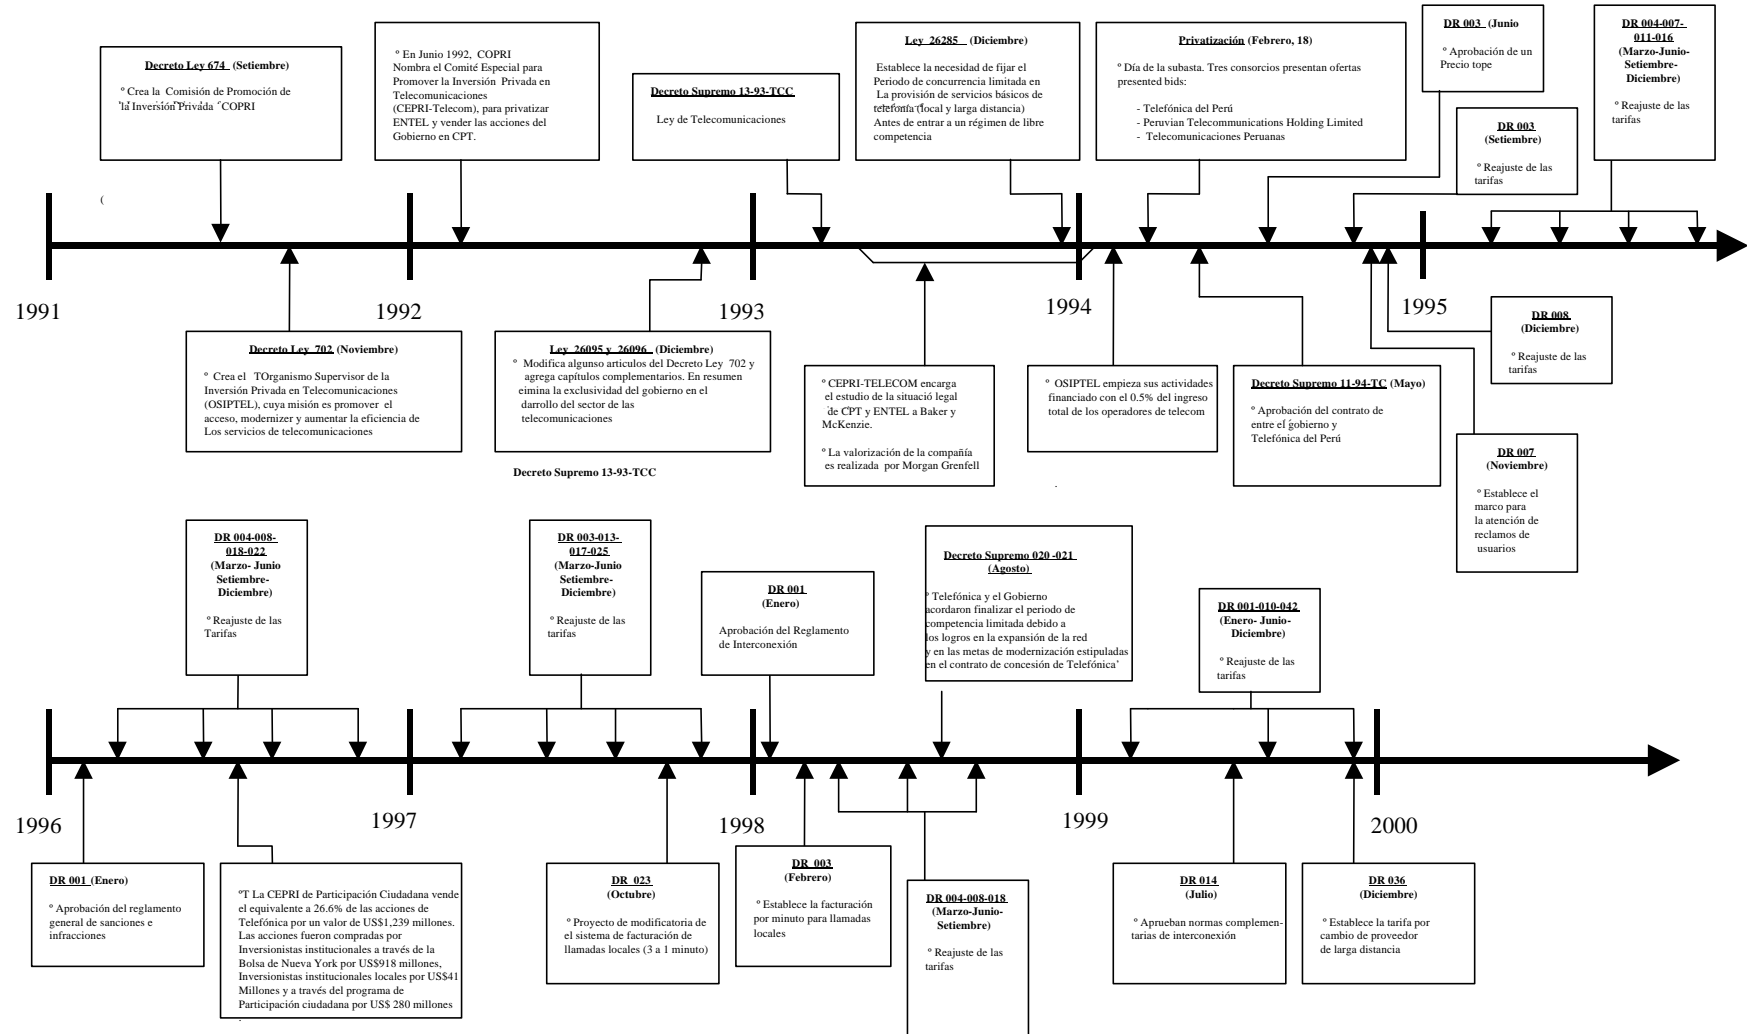 Decreto Ley 674 (Setiembre)
° Crea la Comisión de Promoción de
la Inversión Privada COPRI
° En Junio 1992, COPRI
Nombra el Comité Especial para
Promover la Inversión Privada en
Telecomunicaciones
(CEPRI-Telecom), para privatizar
ENTEL y vender las acciones del
Gobierno en CPT.
Decreto Supremo 13-93-TCC
Ley de Telecomunicaciones
Ley 26285 (Diciembre)
Establece la necesidad de fijar el
Periodo de concurrencia limitada en
La provisión de servicios básicos de
telefonía (local y larga distancia)
Antes de entrar a un régimen de libre
competencia
Privatización (Febrero, 18)
° Día de la subasta. Tres consorcios presentan ofertas
presented bids:
- Telefónica del Perú
- Peruvian Telecommunications Holding Limited
- Telecomunicaciones Peruanas
DR 003 (Junio
° Aprobación de un
Precio tope
DR 003
(Setiembre)
° Reajuste de las
tarifas
DR 004-007-
011-016
(Marzo-Junio-
Setiembre-
Diciembre)
° Reajuste de las
tarifas
(
1991
1992
1993
1994
1995
Decreto Ley 702 (Noviembre)
° Crea el TOrganismo Supervisor de la
Inversión Privada en Telecomunicaciones
(OSIPTEL), cuya misión es promover el
acceso, modernizer y aumentar la eficiencia de
Los servicios de telecomunicaciones
Ley 26095 y 26096 (Diciembre)
° Modifica algunso articulos del Decreto Ley 702 y
agrega capítulos complementarios. En resumen
eimina la exclusividad del gobierno en el
darrollo del sector de las
telecomunicaciones
Decreto Supremo 13-93-TCC
° CEPRI-TELECOM encarga
el estudio de la situació legal
de CPT y ENTEL a Baker y
McKenzie.
° La valorización de la compañía
es realizada por Morgan Grenfell
° OSIPTEL empieza sus actividades
financiado con el 0.5% del ingreso
total de los operadores de telecom
.
Decreto Supremo 11-94-TC (Mayo)
° Aprobación del contrato de
entre el gobierno y
Telefónica del Perú
DR 008
(Diciembre)
° Reajuste de las
tarifas
DR 007
(Noviembre)
° Establece el
marco para
la atención de
reclamos de
usuarios
DR 004-008-
018-022
(Marzo- Junio
Setiembre-
Diciembre)
° Reajuste de las
Tarifas
DR 003-013-
017-025
(Marzo-Junio
Setiembre-
Diciembre)
° Reajuste de las
tarifas
DR 001
(Enero)
Aprobación del Reglamento
de Interconexión
Decreto Supremo 020 -021
(Agosto)
° Telefónica y el Gobierno
acordaron finalizar el periodo de
competencia limitada debido a
los logros en la expansión de la red
y en las metas de modernización estipuladas
en el contrato de concesión de Telefónica'
DR 001-010-042
(Enero- Junio-
Diciembre)
° Reajuste de las
tarifas
1996
1997
1998
1999
2000
DR 001 (Enero)
° Aprobación del reglamento
general de sanciones e
infracciones
°T La CEPRI de Participación Ciudadana vende
el equivalente a 26.6% de las acciones de
Telefónica por un valor de US$1,239 millones.
Las acciones fueron compradas por
Inversionistas institucionales a través de la
Bolsa de Nueva York por US$918 millones,
Inversionistas institucionales locales por US$41
Millones y a través del programa de
Participación ciudadana por US$ 280 millones
.
DR 023
(Octubre)
° Proyecto de modificatoria de
el sistema de facturación de
llamadas locales (3 a 1 minuto)
DR 003
(Febrero)
° Establece la facturación
por minuto para llamadas
locales
DR 004-008-018
(Marzo-Junio-
Setiembre)
° Reajuste de las
tarifas
DR 014
(Julio)
° Aprueban normas complemen-
tarias de interconexión
DR 036
(Diciembre)
° Establece la tarifa por
cambio de proveedor
de larga distancia